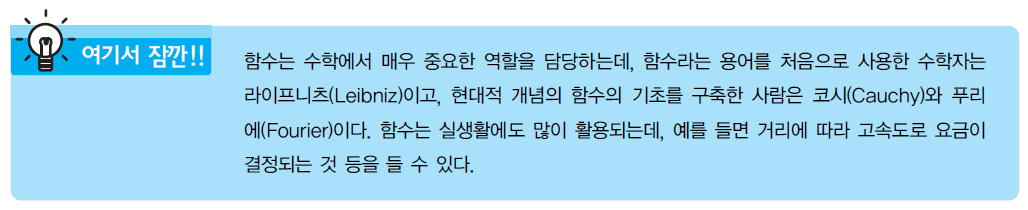 여기서 잠깐!!
함수는 수학에서 매우 중요한 역할을 담당하는데, 함수라는 용어를 처음으로 사용한 수학자는
라이프니츠(Leibniz)이고, 현대적 개념의 함수의 기초를 구축한 사람은 코시(Cauchy)와 푸리
에(Fourier)이다. 함수는 실생활에도 많이 활용되는데, 예를 들면 거리에 따라 고속도로 요금이
결정되는 것 등을 들 수 있다.